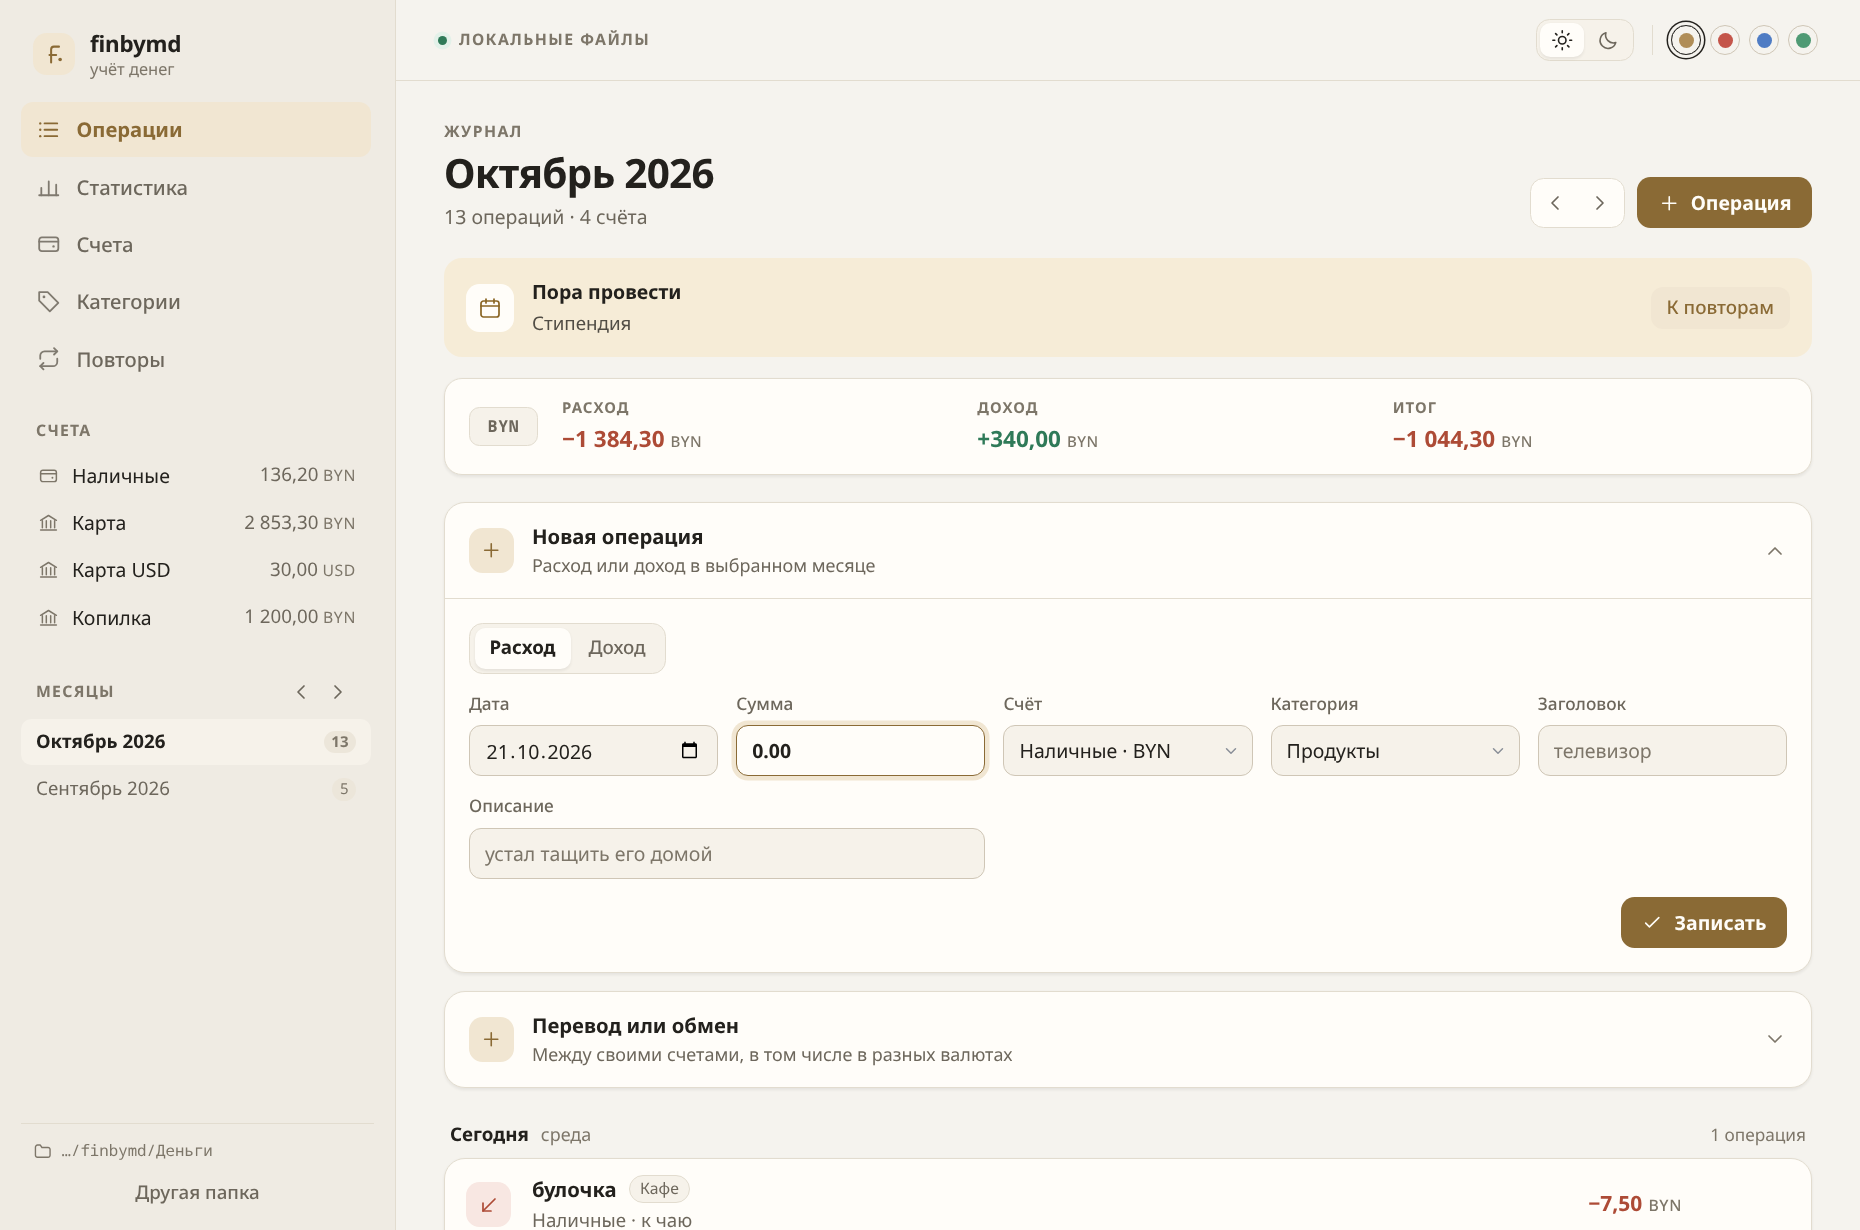 finbymd
учёт денег
Операции
Статистика
Счета
Категории
Повторы
СЧЕТА
Наличные 136,20 BYN
Карта 2 853,30 BYN
Карта USD 30,00 USD
Копилка 1 200,00 BYN
МЕСЯЦЫ
Октябрь 2026 13
Сентябрь 2026 5
…/finbymd/Деньги
Другая папка
ЛОКАЛЬНЫЕ ФАЙЛЫ
ЖУРНАЛ
Октябрь 2026
13 операций · 4 счёта
Операция
Пора провести
Стипендия
К повторам
BYN
РАСХОД
−1 384,30 BYN
ДОХОД
+340,00 BYN
ИТОГ
−1 044,30 BYN
Новая операция
Расход или доход в выбранном месяце
Расход Доход
Дата Сумма Счёт Категория Заголовок
21.10.2026 0.00 Наличные · BYN Продукты телевизор
Описание
устал тащить его домой
Записать
Перевод или обмен
Между своими счетами, в том числе в разных валютах
Сегодня среда 1 операция
булочка Кафе
Наличные · к чаю
−7,50 BYN